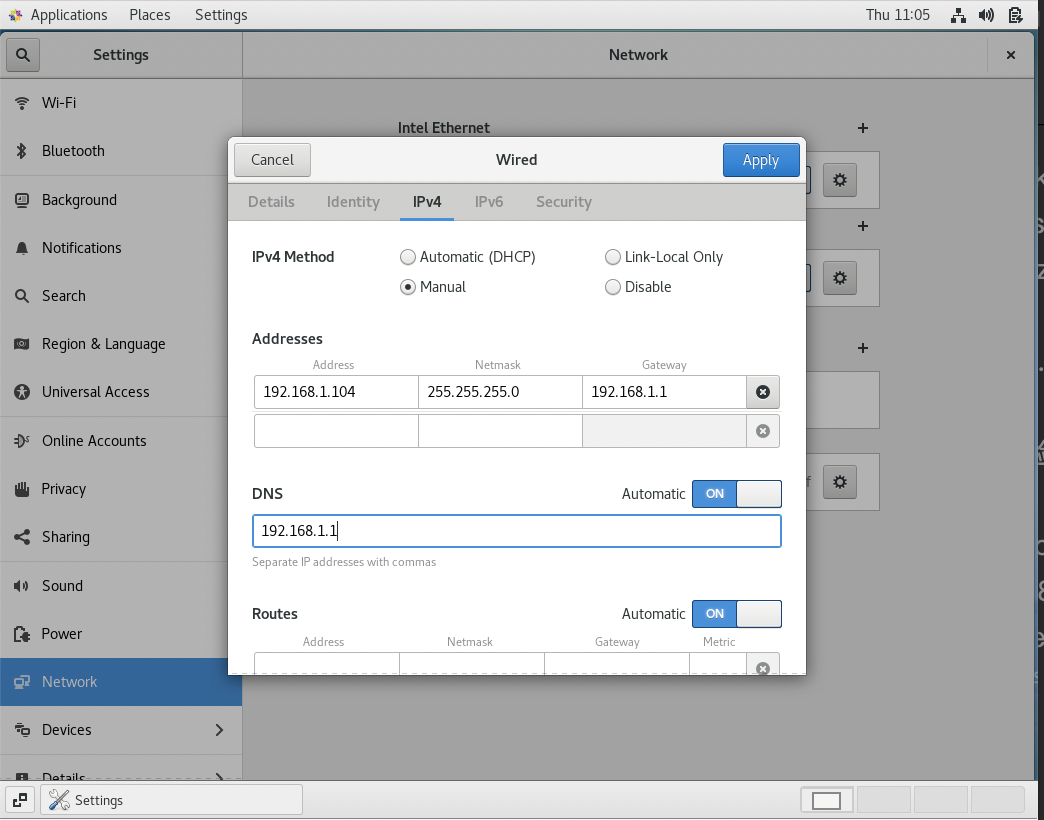 Applications Places Settings Thu 11:05
Settings Network
Wi-Fi
Bluetooth
Background
Notifications
Search
Region & Language
Universal Access
Online Accounts
Privacy
Sharing
Sound
Power
Network
Devices
Details
Intel Ethernet
Cancel Wired Apply
Details Identity IPv4 IPv6 Security
IPv4 Method Automatic (DHCP) Link-Local Only
Manual Disable
Addresses
Address Netmask Gateway
192.168.1.104 255.255.255.0 192.168.1.1
DNS Automatic ON
192.168.1.1
Separate IP addresses with commas
Routes Automatic ON
Address Netmask Gateway Metric
Settings